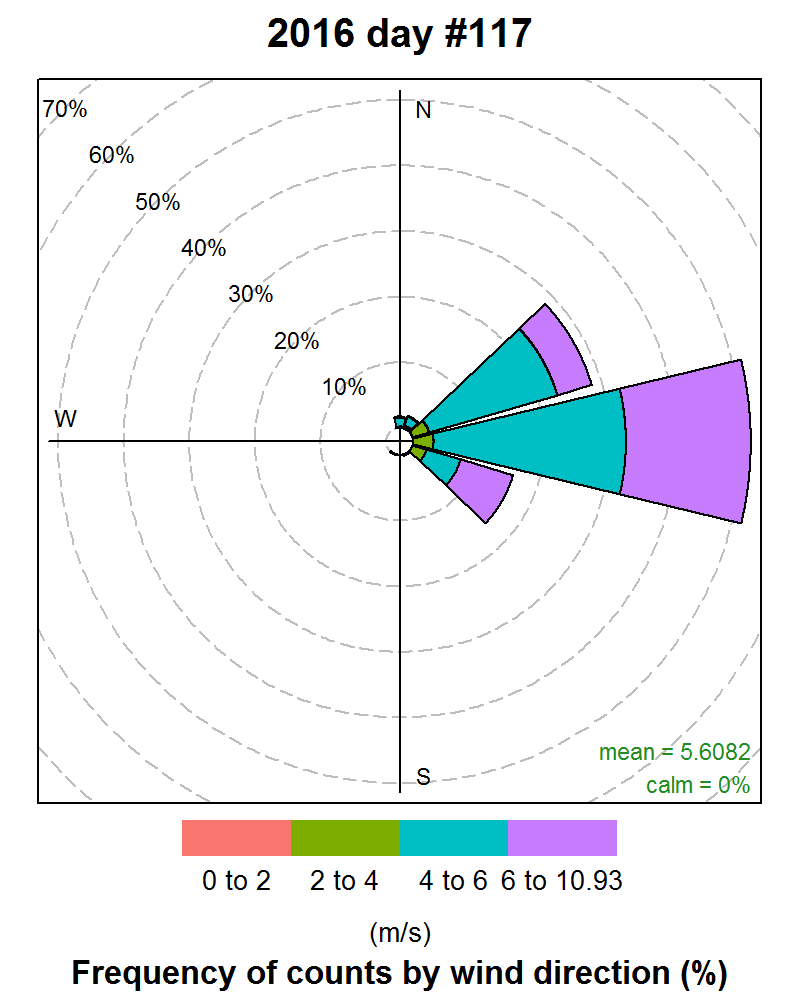 2016 day #117
N
70%
60%
50%
40%
30%
20%
10%
W
S
mean = 5.6082
calm = 0%
0 to 2 2 to 4 4 to 6 6 to 10.93
(m/s)
Frequency of counts by wind direction (%)